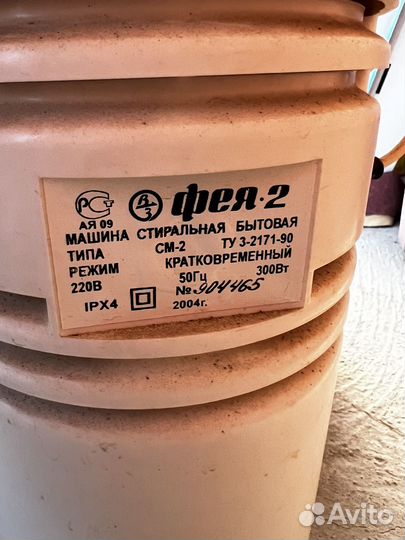 РСТ В/З фея·2
АЯ 09
МАШИНА СТИРАЛЬНАЯ БЫТОВАЯ
ТИПА СМ-2 ТУ 3-2171-90
РЕЖИМ КРАТКОВРЕМЕННЫЙ
220В 50Гц 300Вт
№904465
IPX4 2004г.
Avito